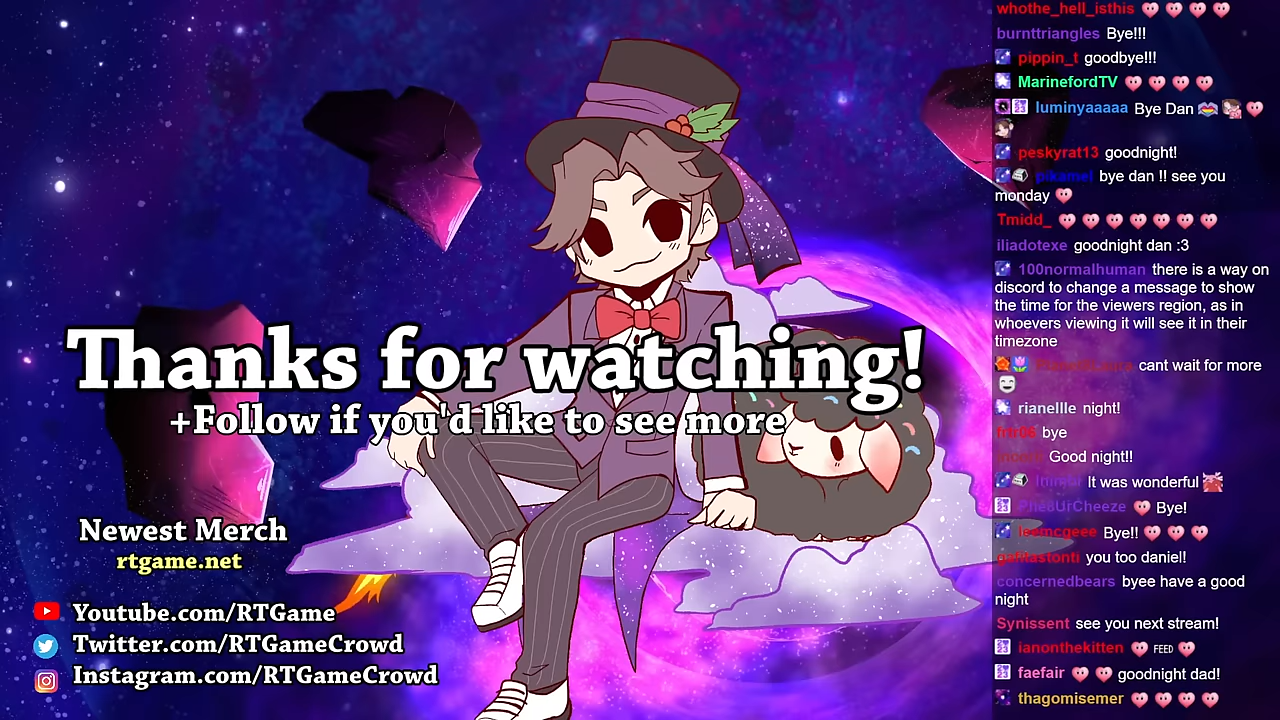 Thanks for watching!
+Follow if you'd like to see more
Newest Merch
rtgame.net
Youtube.com/RTGame
Twitter.com/RTGameCrowd
Instagram.com/RTGameCrowd
whothe_hell_isthis
burnttriangles Bye!!!
pippin_t goodbye!!!
MarinefordTV
luminyaaaaa Bye Dan
peskyrat13 goodnight!
pikamel bye dan !! see you
monday
Tmidd_
iliadotexe goodnight dan :3
100normalhuman there is a way on
discord to change a message to show
the time for the viewers region, as in
whoevers viewing it will see it in their
timezone
cant wait for more
rianellle night!
bye
Good night!!
It was wonderful
Bye!
leemcgeee Bye!!
you too daniel!!
concernedbears byee have a good
night
Synissent see you next stream!
ianonthekitten FEED
faefair goodnight dad!
thagomisemer